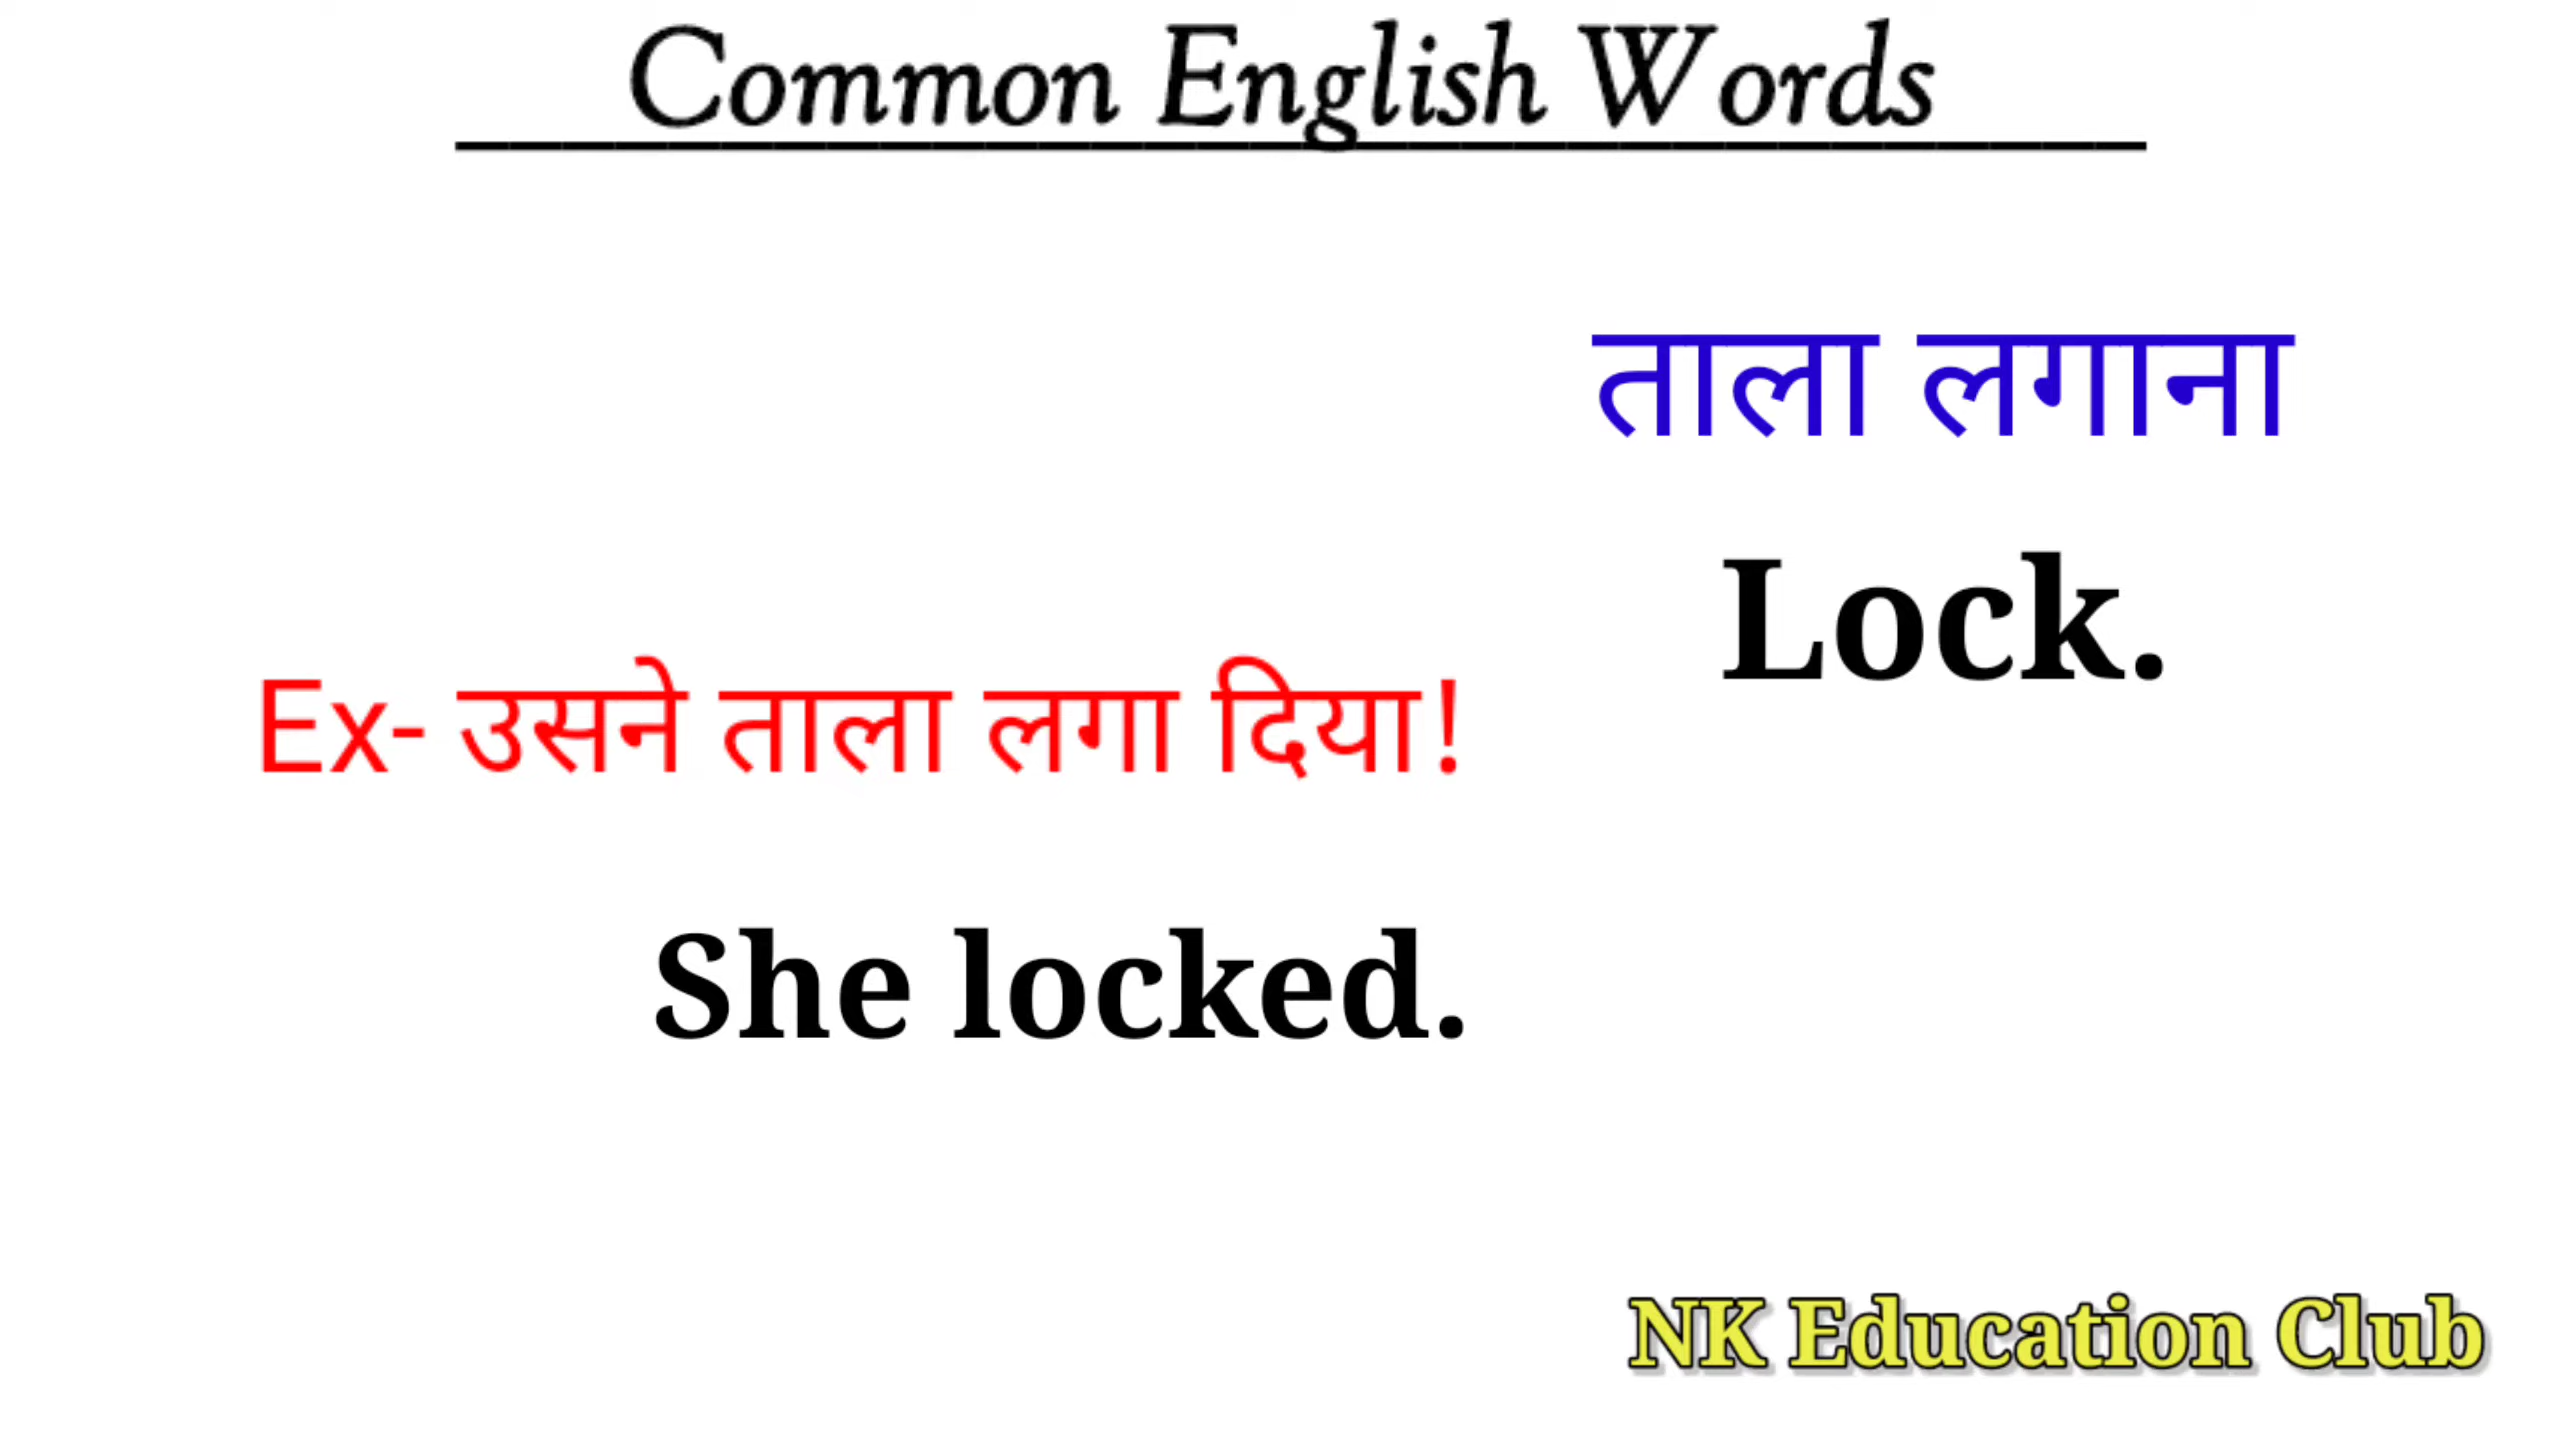 Common English Words
ताला लगाना
Lock.
Ex- उसने ताला लगा दिया!
She locked.
NK Education Club